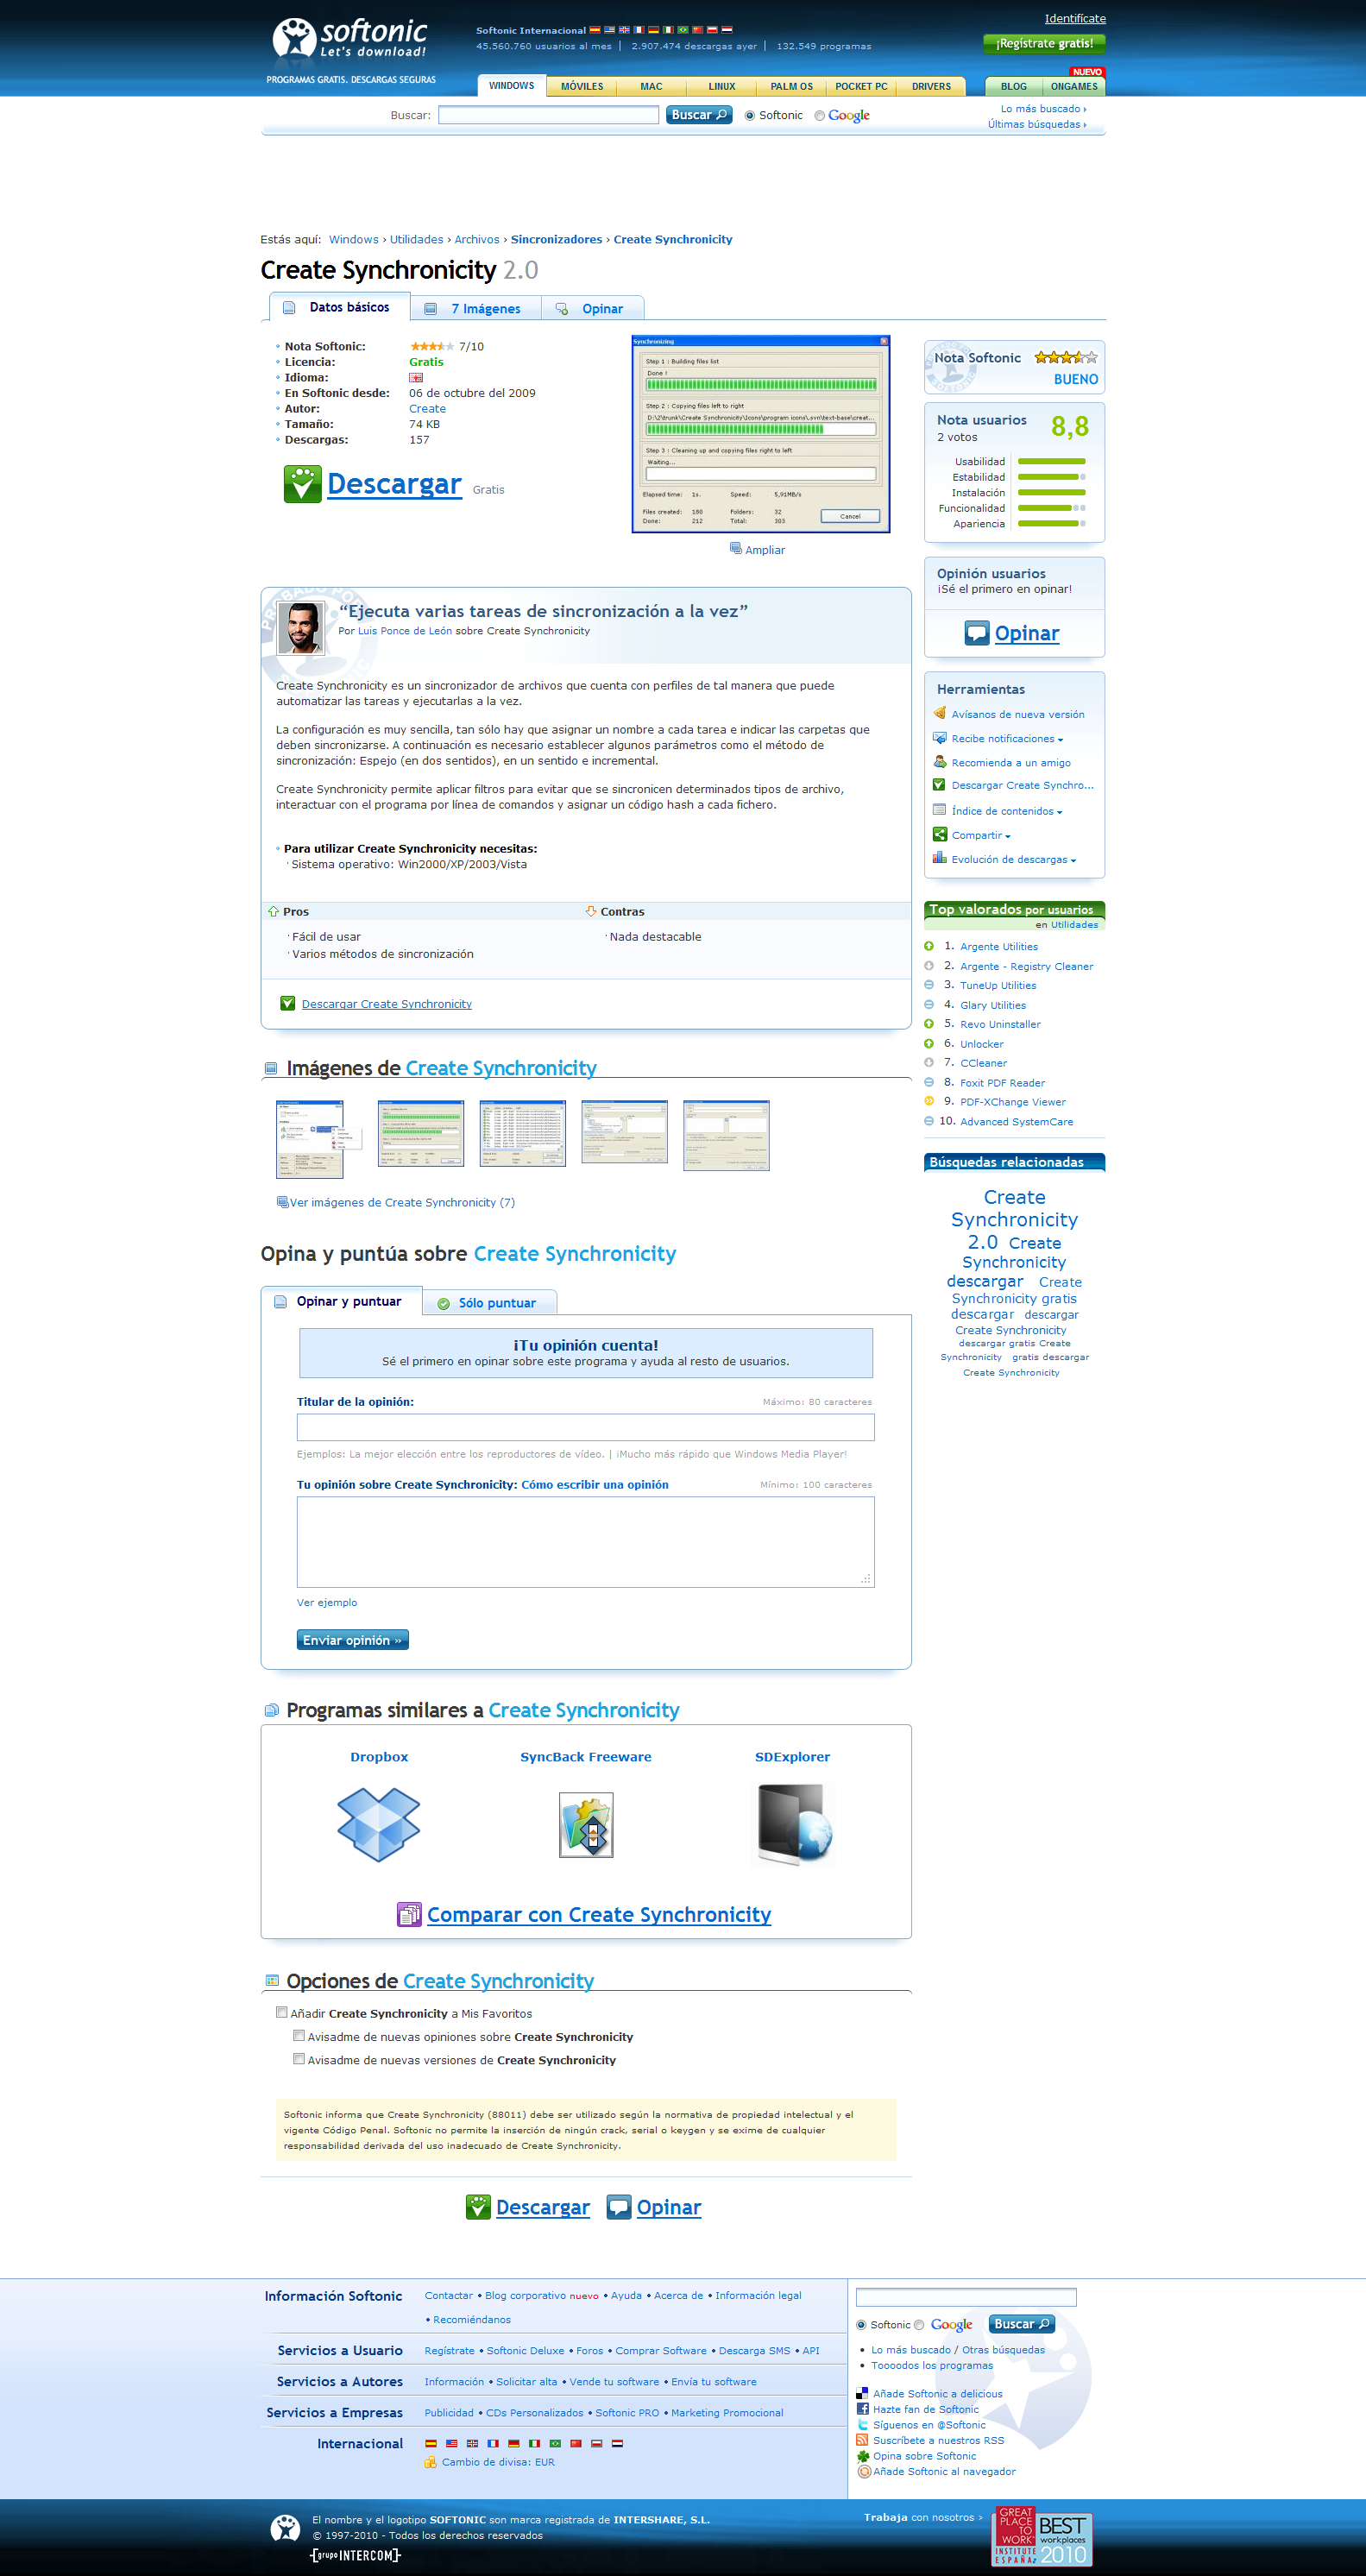 softonic
Let's download!
PROGRAMAS GRATIS. DESCARGAS SEGURAS
Softonic Internacional
45.560.760 usuarios al mes | 2.907.474 descargas ayer | 132.549 programas
Identifícate
¡Regístrate gratis!
NUEVO
WINDOWS MÓVILES MAC LINUX PALM OS POCKET PC DRIVERS BLOG ONGAMES
Buscar: Buscar Softonic Google
Lo más buscado
Últimas búsquedas
Estás aquí: Windows › Utilidades › Archivos › Sincronizadores › Create Synchronicity
Create Synchronicity 2.0
Datos básicos 7 Imágenes Opinar
Nota Softonic: 7/10
Licencia: Gratis
Idioma:
En Softonic desde: 06 de octubre del 2009
Autor: Create
Tamaño: 74 KB
Descargas: 157
Descargar Gratis
Synchronizing
Step 1 : Building files list
Done !
Step 2 : Copying files left to right
D:\2\trunk\Create Synchronicity\Icons\program icons\.svn\text-base\creat...
Step 3 : Cleaning up and copying files right to left
Waiting...
Elapsed time: 1s. Speed: 5,91MB/s
Files created: 180 Folders: 32
Done: 212 Total: 303
Cancel
Ampliar
Nota Softonic
BUENO
Nota usuarios
2 votos
8,8
Usabilidad
Estabilidad
Instalación
Funcionalidad
Apariencia
Opinión usuarios
¡Sé el primero en opinar!
Opinar
“Ejecuta varias tareas de sincronización a la vez”
Por Luis Ponce de León sobre Create Synchronicity
Create Synchronicity es un sincronizador de archivos que cuenta con perfiles de tal manera que puede
automatizar las tareas y ejecutarlas a la vez.
La configuración es muy sencilla, tan sólo hay que asignar un nombre a cada tarea e indicar las carpetas que
deben sincronizarse. A continuación es necesario establecer algunos parámetros como el método de
sincronización: Espejo (en dos sentidos), en un sentido e incremental.
Create Synchronicity permite aplicar filtros para evitar que se sincronicen determinados tipos de archivo,
interactuar con el programa por línea de comandos y asignar un código hash a cada fichero.
Para utilizar Create Synchronicity necesitas:
Sistema operativo: Win2000/XP/2003/Vista
Pros
Fácil de usar
Varios métodos de sincronización
Contras
Nada destacable
Descargar Create Synchronicity
Herramientas
Avísanos de nueva versión
Recibe notificaciones
Recomienda a un amigo
Descargar Create Synchro...
Índice de contenidos
Compartir
Evolución de descargas
Top valorados por usuarios
en Utilidades
1. Argente Utilities
2. Argente - Registry Cleaner
3. TuneUp Utilities
4. Glary Utilities
5. Revo Uninstaller
6. Unlocker
7. CCleaner
8. Foxit PDF Reader
9. PDF-XChange Viewer
10. Advanced SystemCare
Búsquedas relacionadas
Create
Synchronicity
2.0 Create
Synchronicity
descargar Create
Synchronicity gratis
descargar descargar
Create Synchronicity
descargar gratis Create
Synchronicity gratis descargar
Create Synchronicity
Imágenes de Create Synchronicity
Ver imágenes de Create Synchronicity (7)
Opina y puntúa sobre Create Synchronicity
Opinar y puntuar Sólo puntuar
¡Tu opinión cuenta!
Sé el primero en opinar sobre este programa y ayuda al resto de usuarios.
Titular de la opinión: Máximo: 80 caracteres
Ejemplos: La mejor elección entre los reproductores de vídeo. | ¡Mucho más rápido que Windows Media Player!
Tu opinión sobre Create Synchronicity: Cómo escribir una opinión Mínimo: 100 caracteres
Ver ejemplo
Enviar opinión »
Programas similares a Create Synchronicity
Dropbox SyncBack Freeware SDExplorer
Comparar con Create Synchronicity
Opciones de Create Synchronicity
Añadir Create Synchronicity a Mis Favoritos
Avisadme de nuevas opiniones sobre Create Synchronicity
Avisadme de nuevas versiones de Create Synchronicity
Softonic informa que Create Synchronicity (88011) debe ser utilizado según la normativa de propiedad intelectual y el
vigente Código Penal. Softonic no permite la inserción de ningún crack, serial o keygen y se exime de cualquier
responsabilidad derivada del uso inadecuado de Create Synchronicity.
Descargar Opinar
Información Softonic Contactar • Blog corporativo nuevo • Ayuda • Acerca de • Información legal
• Recomiéndanos
Servicios a Usuario Regístrate • Softonic Deluxe • Foros • Comprar Software • Descarga SMS • API
Servicios a Autores Información • Solicitar alta • Vende tu software • Envía tu software
Servicios a Empresas Publicidad • CDs Personalizados • Softonic PRO • Marketing Promocional
Internacional
Cambio de divisa: EUR
Softonic Google Buscar
• Lo más buscado / Otras búsquedas
• Toooodos los programas
Añade Softonic a delicious
Hazte fan de Softonic
Síguenos en @Softonic
Suscríbete a nuestros RSS
Opina sobre Softonic
Añade Softonic al navegador
El nombre y el logotipo SOFTONIC son marca registrada de INTERSHARE, S.L.
© 1997-2010 - Todos los derechos reservados
grupo INTERCOM
Trabaja con nosotros >
GREAT
PLACE
TO
WORK
INSTITUTE
ESPAÑA
BEST
workplaces
2010